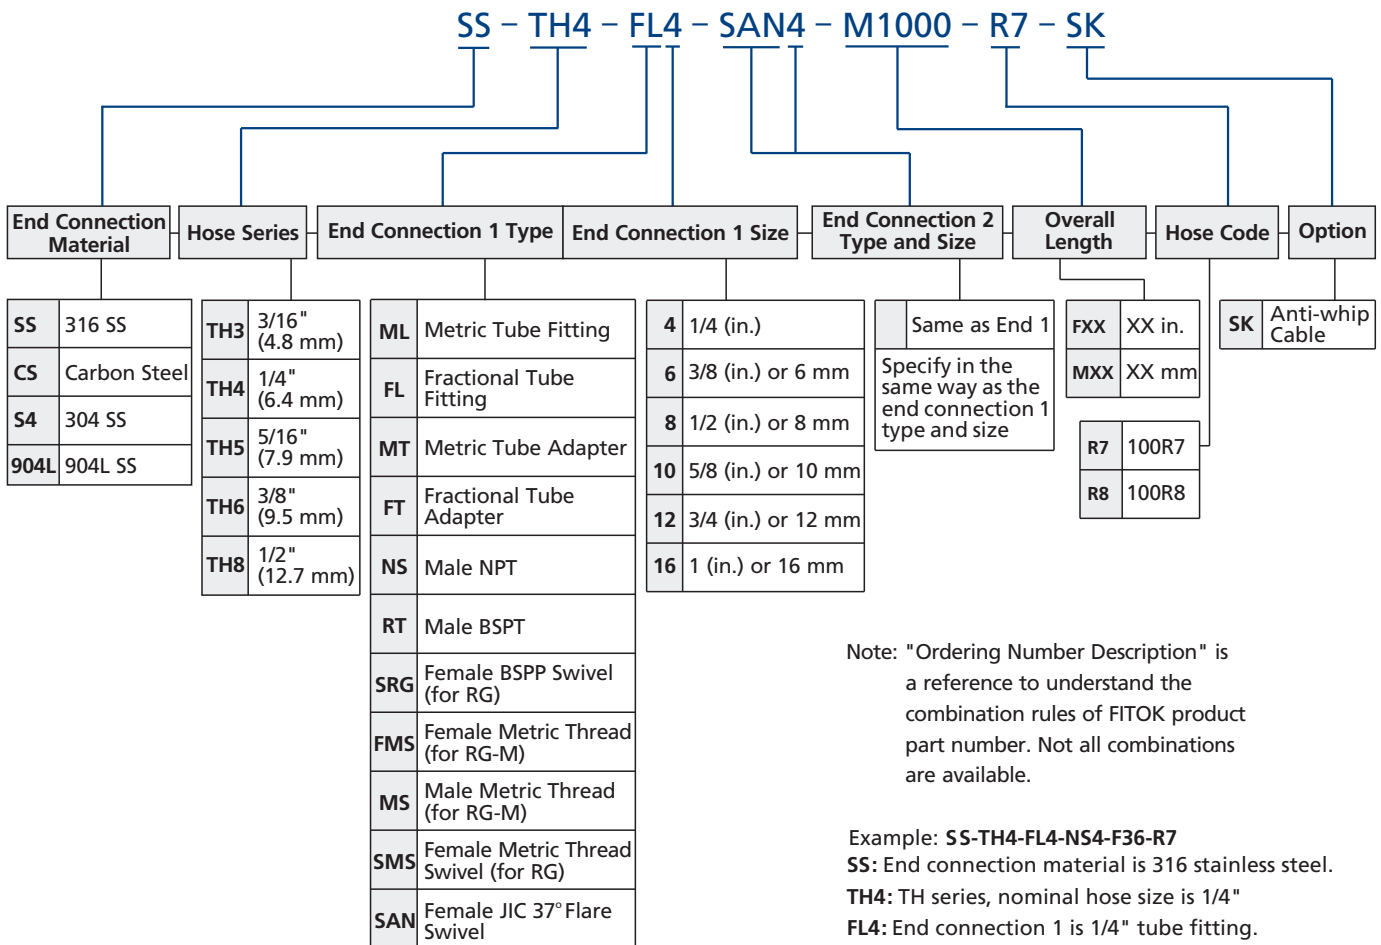 SS – TH4 – FL4 – SAN4 – M1000 – R7 – SK
End Connection
Material
Hose Series
End Connection 1 Type
End Connection 1 Size
End Connection 2
Type and Size
Overall
Length
Hose Code
Option
SS 316 SS
CS Carbon Steel
S4 304 SS
904L 904L SS
TH3 3/16"
(4.8 mm)
TH4 1/4"
(6.4 mm)
TH5 5/16"
(7.9 mm)
TH6 3/8"
(9.5 mm)
TH8 1/2"
(12.7 mm)
ML Metric Tube Fitting
FL Fractional Tube
Fitting
MT Metric Tube Adapter
FT Fractional Tube
Adapter
NS Male NPT
RT Male BSPT
SRG Female BSPP Swivel
(for RG)
FMS Female Metric Thread
(for RG-M)
MS Male Metric Thread
(for RG-M)
SMS Female Metric Thread
Swivel (for RG)
SAN Female JIC 37° Flare
Swivel
4 1/4 (in.)
6 3/8 (in.) or 6 mm
8 1/2 (in.) or 8 mm
10 5/8 (in.) or 10 mm
12 3/4 (in.) or 12 mm
16 1 (in.) or 16 mm
Same as End 1
Specify in the
same way as the
end connection 1
type and size
FXX XX in.
MXX XX mm
R7 100R7
R8 100R8
SK Anti-whip
Cable
Note: "Ordering Number Description" is
a reference to understand the
combination rules of FITOK product
part number. Not all combinations
are available.
Example: SS-TH4-FL4-NS4-F36-R7
SS: End connection material is 316 stainless steel.
TH4: TH series, nominal hose size is 1/4"
FL4: End connection 1 is 1/4" tube fitting.